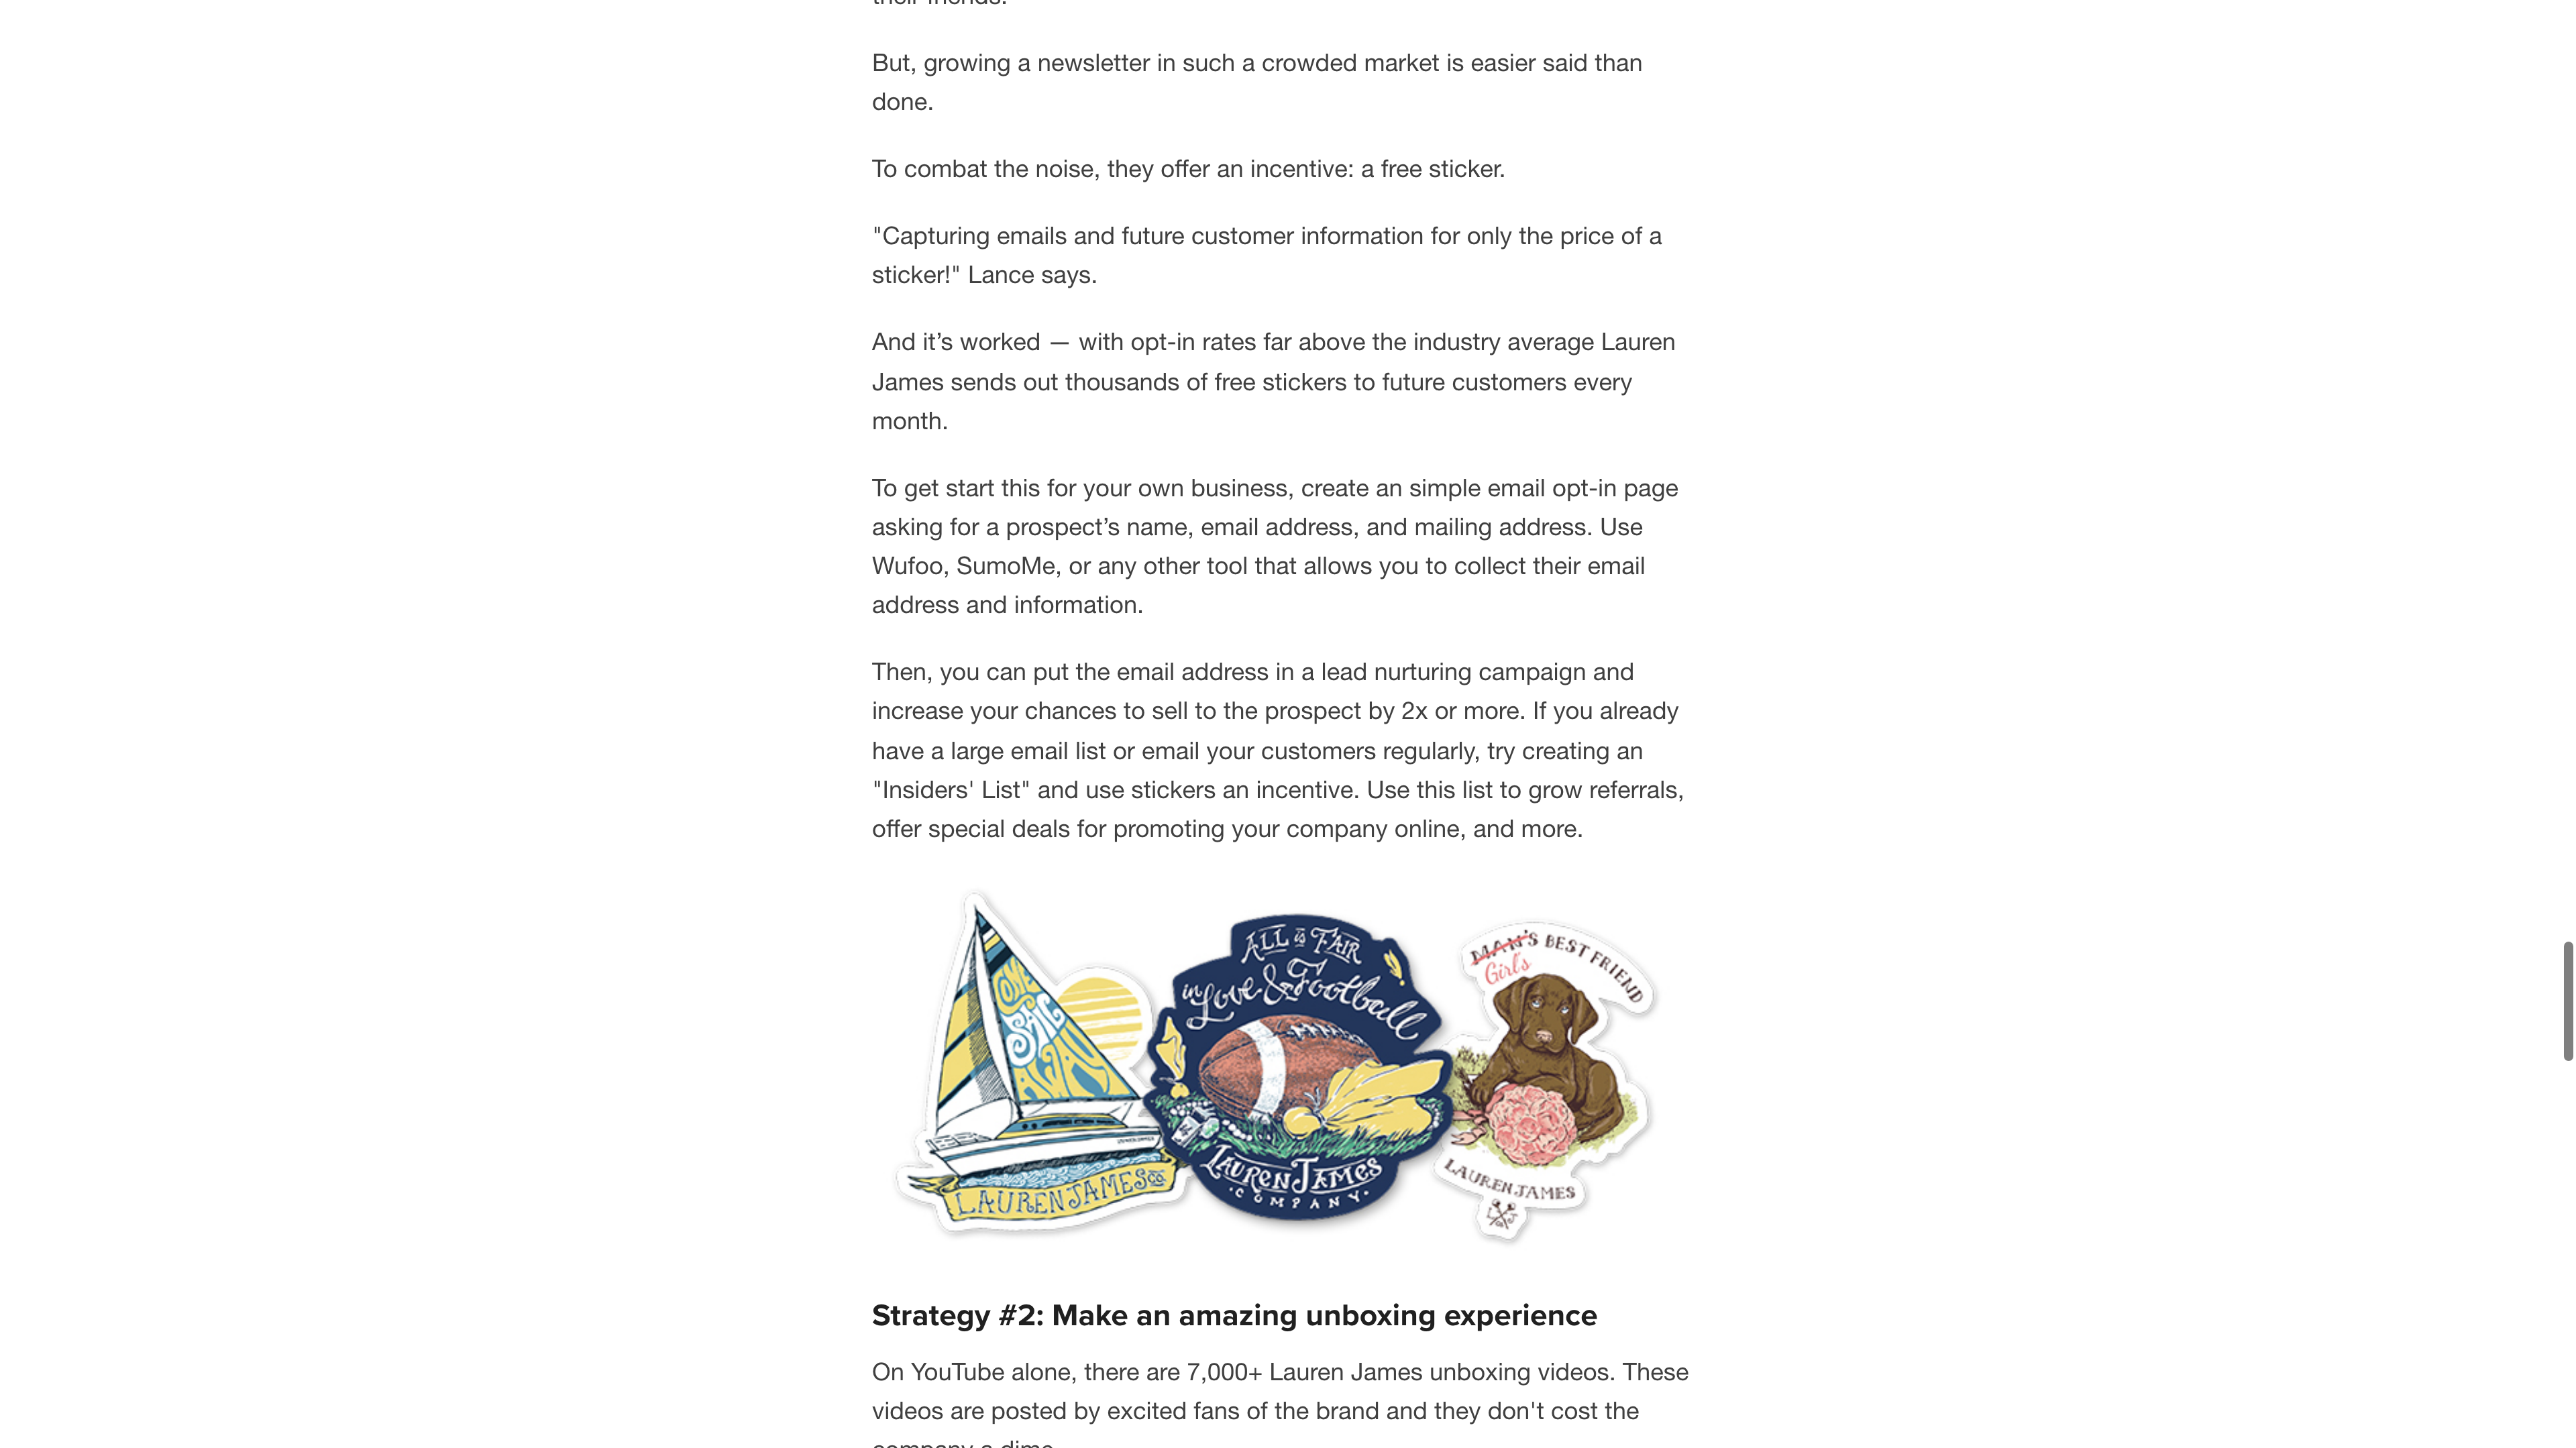 their friends.
But, growing a newsletter in such a crowded market is easier said than
done.
To combat the noise, they offer an incentive: a free sticker.
"Capturing emails and future customer information for only the price of a
sticker!" Lance says.
And it’s worked — with opt-in rates far above the industry average Lauren
James sends out thousands of free stickers to future customers every
month.
To get start this for your own business, create an simple email opt-in page
asking for a prospect’s name, email address, and mailing address. Use
Wufoo, SumoMe, or any other tool that allows you to collect their email
address and information.
Then, you can put the email address in a lead nurturing campaign and
increase your chances to sell to the prospect by 2x or more. If you already
have a large email list or email your customers regularly, try creating an
"Insiders' List" and use stickers an incentive. Use this list to grow referrals,
offer special deals for promoting your company online, and more.
COME
SAIL
AWAY
LAUREN JAMES CO
ALL is FAIR
in Love & Football
LAUREN JAMES
COMPANY
MAN'S BEST FRIEND
Girl's
LAUREN JAMES
Strategy #2: Make an amazing unboxing experience
On YouTube alone, there are 7,000+ Lauren James unboxing videos. These
videos are posted by excited fans of the brand and they don't cost the
company a dime.